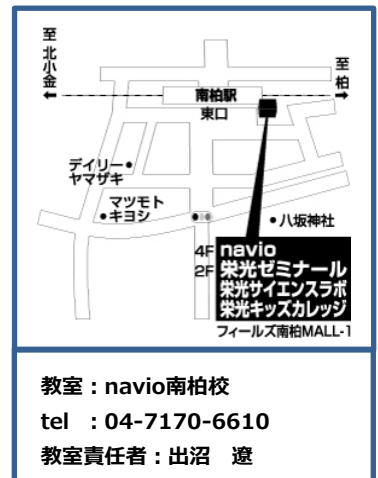 至北小金
至柏
南柏駅
東口
デイリー
ヤマザキ
マツモト
キヨシ
八坂神社
4F navio
2F 栄光ゼミナール
栄光サイエンスラボ
栄光キッズカレッジ
フィールズ南柏MALL-1
教室：navio南柏校
tel ：04-7170-6610
教室責任者：出沼　遼